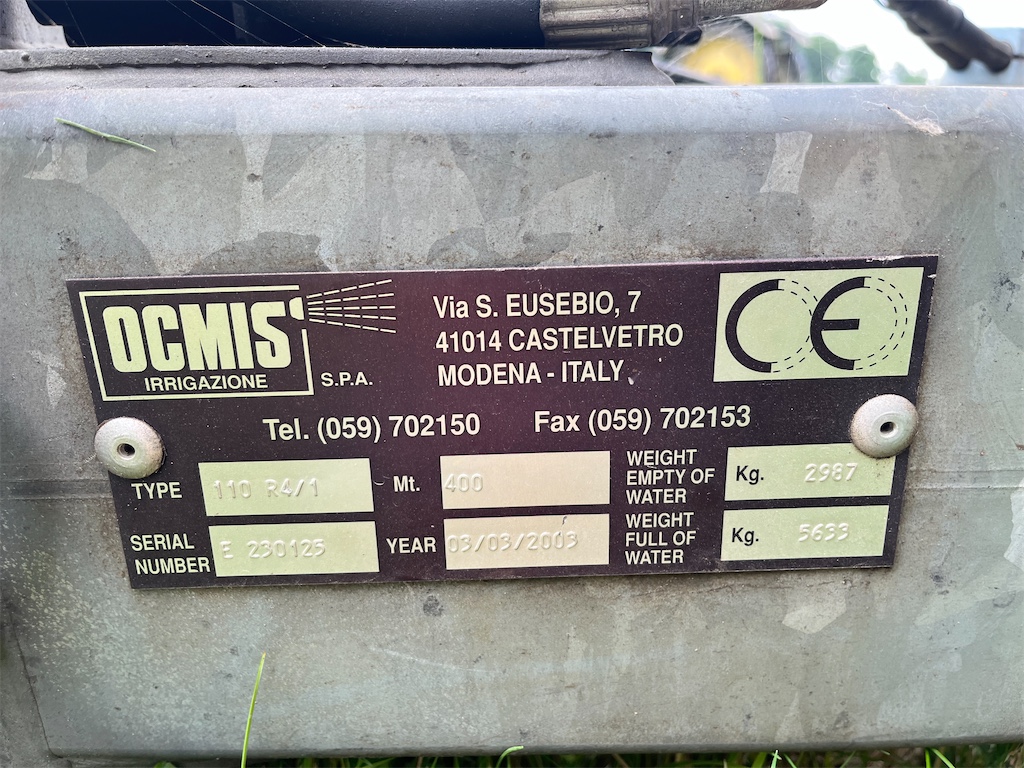 OCMIS
IRRIGAZIONE
S.P.A.
Via S. EUSEBIO, 7
41014 CASTELVETRO
MODENA - ITALY
CE
Tel. (059) 702150 Fax (059) 702153
TYPE 110 R4/1
Mt. 400
WEIGHT EMPTY OF WATER Kg. 2987
SERIAL NUMBER E 230125
YEAR 03/03/2003
WEIGHT FULL OF WATER Kg. 5633